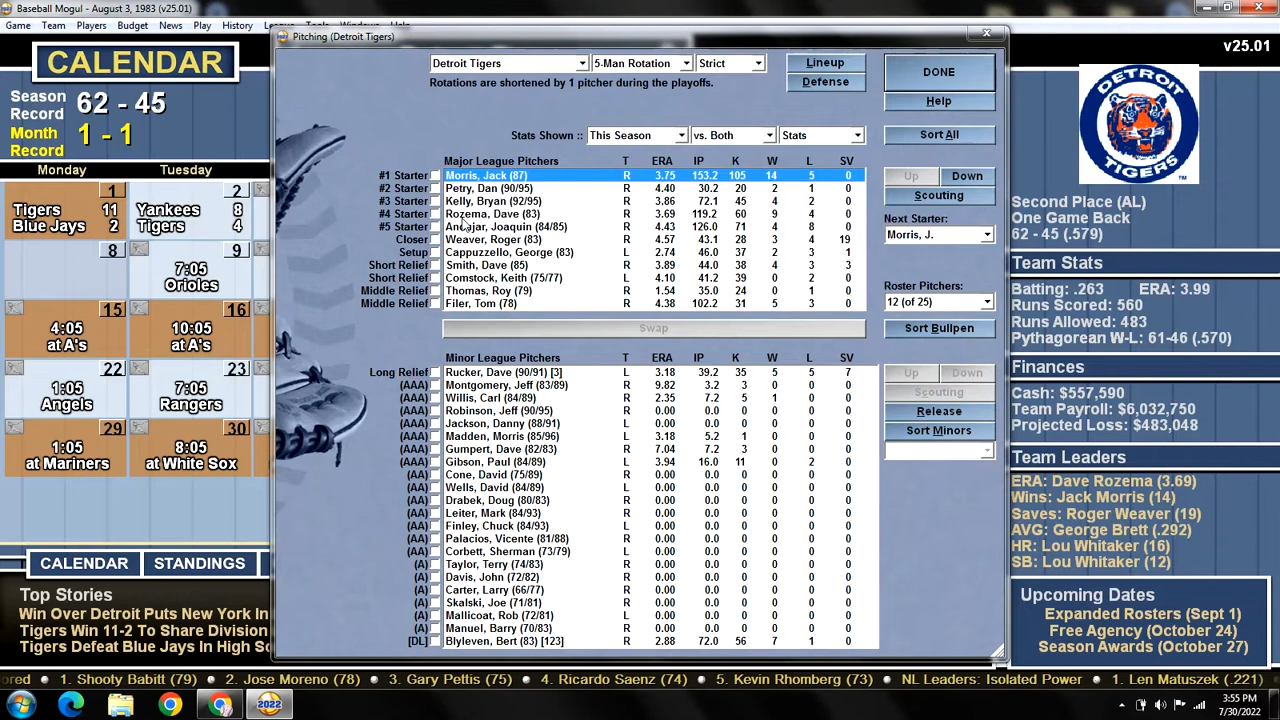 Baseball Mogul - August 3, 1983 (v25.01)
Game Team Players Budget News Play History League Tools Windows Help
CALENDAR
Season Record 62 - 45
Month Record 1 - 1
Monday Tuesday
1 2
Tigers 11 Yankees 8
Blue Jays 2 Tigers 4
8 9
7:05
Orioles
15 16
4:05 10:05
at A's at A's
22 23
1:05 7:05
Angels Rangers
29 30
1:05 8:05
at Mariners at White Sox
CALENDAR STANDINGS
Top Stories
Win Over Detroit Puts New York In
Tigers Win 11-2 To Share Division
Tigers Defeat Blue Jays In High Sc
Pitching (Detroit Tigers)
Detroit Tigers 5-Man Rotation Strict
Rotations are shortened by 1 pitcher during the playoffs.
Lineup
Defense
DONE
Help
Stats Shown :: This Season vs. Both Stats
Sort All
Major League Pitchers T ERA IP K W L SV
#1 Starter Morris, Jack (87) R 3.75 153.2 105 14 5 0
#2 Starter Petry, Dan (90/95) R 4.40 30.2 20 2 1 0
#3 Starter Kelly, Bryan (92/95) R 3.86 72.1 45 4 2 0
#4 Starter Rozema, Dave (83) R 3.69 119.2 60 9 4 0
#5 Starter Andujar, Joaquin (84/85) R 4.43 126.0 71 4 8 0
Closer Weaver, Roger (83) R 4.57 43.1 28 3 4 19
Setup Cappuzzello, George (83) L 2.74 46.0 37 2 3 1
Short Relief Smith, Dave (85) R 3.89 44.0 38 4 3 3
Short Relief Comstock, Keith (75/77) L 4.10 41.2 39 0 2 0
Middle Relief Thomas, Roy (79) R 1.54 35.0 24 0 1 0
Middle Relief Filer, Tom (78) R 4.38 102.2 31 5 3 0
Up Down
Scouting
Next Starter:
Morris, J.
Roster Pitchers:
12 (of 25)
Swap
Sort Bullpen
Minor League Pitchers T ERA IP K W L SV
Long Relief Rucker, Dave (90/91) [3] L 3.18 39.2 35 5 5 7
(AAA) Montgomery, Jeff (83/89) R 9.82 3.2 3 0 0 0
(AAA) Willis, Carl (84/89) R 2.35 7.2 5 1 0 0
(AAA) Robinson, Jeff (90/95) R 0.00 0.0 0 0 0 0
(AAA) Jackson, Danny (88/91) L 0.00 0.0 0 0 0 0
(AAA) Madden, Morris (85/96) L 3.18 5.2 1 0 0 0
(AAA) Gumpert, Dave (82/83) R 7.04 7.2 3 0 0 0
(AAA) Gibson, Paul (84/89) L 3.94 16.0 11 0 2 0
(AA) Cone, David (75/89) R 0.00 0.0 0 0 0 0
(AA) Wells, David (84/89) L 0.00 0.0 0 0 0 0
(AA) Drabek, Doug (80/83) R 0.00 0.0 0 0 0 0
(AA) Leiter, Mark (84/93) R 0.00 0.0 0 0 0 0
(AA) Finley, Chuck (84/93) L 0.00 0.0 0 0 0 0
(AA) Palacios, Vicente (81/88) R 0.00 0.0 0 0 0 0
(AA) Corbett, Sherman (73/79) L 0.00 0.0 0 0 0 0
(A) Taylor, Terry (74/83) R 0.00 0.0 0 0 0 0
(A) Davis, John (72/82) R 0.00 0.0 0 0 0 0
(A) Carter, Larry (66/77) R 0.00 0.0 0 0 0 0
(A) Skalski, Joe (71/81) R 0.00 0.0 0 0 0 0
(A) Mallicoat, Rob (72/81) L 0.00 0.0 0 0 0 0
(A) Manuel, Barry (70/83) R 0.00 0.0 0 0 0 0
[DL] Blyleven, Bert (83) [123] R 2.88 72.0 56 7 1 0
Up Down
Scouting
Release
Sort Minors
v25.01
DETROIT TIGERS
Second Place (AL)
One Game Back
62 - 45 (.579)
Team Stats
Batting: .263 ERA: 3.99
Runs Scored: 560
Runs Allowed: 483
Pythagorean W-L: 61-46 (.570)
Finances
Cash: $557,590
Team Payroll: $6,032,750
Projected Loss: $483,048
Team Leaders
ERA: Dave Rozema (3.69)
Wins: Jack Morris (14)
Saves: Roger Weaver (19)
AVG: George Brett (.292)
HR: Lou Whitaker (16)
SB: Lou Whitaker (12)
Upcoming Dates
Expanded Rosters (Sept 1)
Free Agency (October 24)
Season Awards (October 27)
ored 1. Shooty Babitt (79) 2. Jose Moreno (78) 3. Gary Pettis (75) 4. Ricardo Saenz (74) 5. Kevin Rhomberg (73) NL Leaders: Isolated Power 1. Len Matuszek (.221)
2022
3:55 PM
7/30/2022